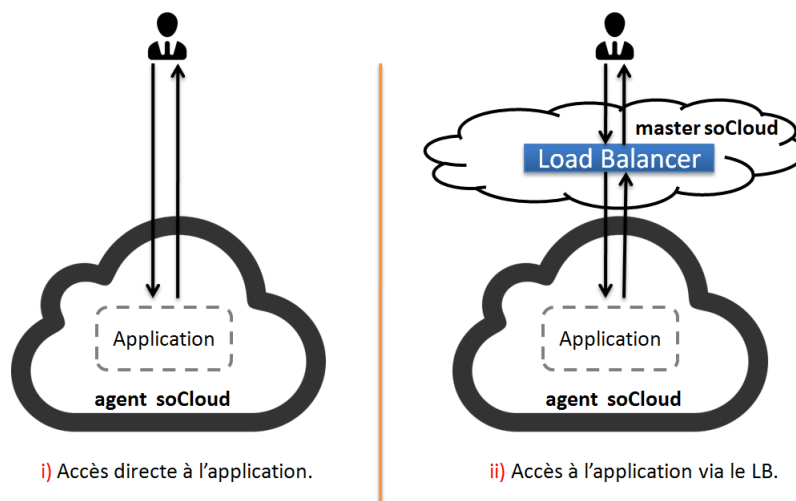 Application
agent soCloud
i) Accès directe à l'application.
master soCloud
Load Balancer
Application
agent soCloud
ii) Accès à l'application via le LB.